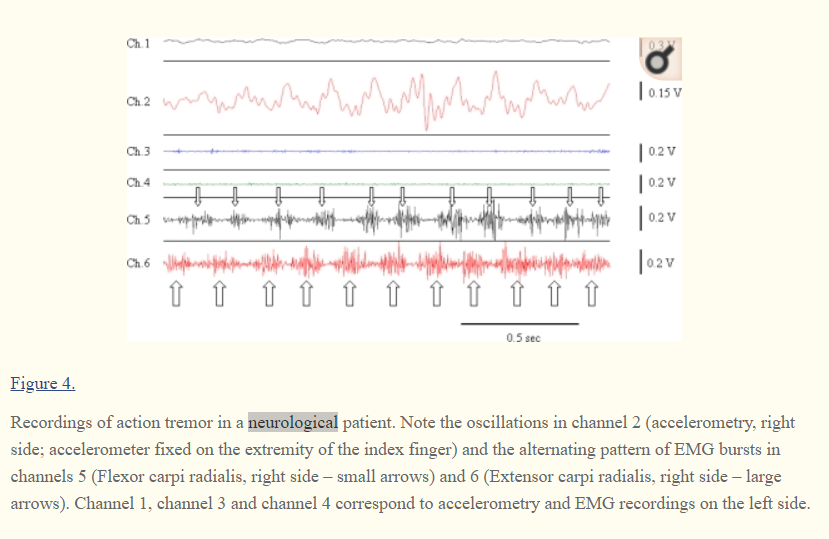 Ch.1
0.3 V
Ch.2
0.15 V
Ch.3
0.2 V
Ch.4
0.2 V
Ch.5
0.2 V
Ch.6
0.2 V
0.5 sec
Figure 4.
Recordings of action tremor in a neurological patient. Note the oscillations in channel 2 (accelerometry, right
side; accelerometer fixed on the extremity of the index finger) and the alternating pattern of EMG bursts in
channels 5 (Flexor carpi radialis, right side – small arrows) and 6 (Extensor carpi radialis, right side – large
arrows). Channel 1, channel 3 and channel 4 correspond to accelerometry and EMG recordings on the left side.